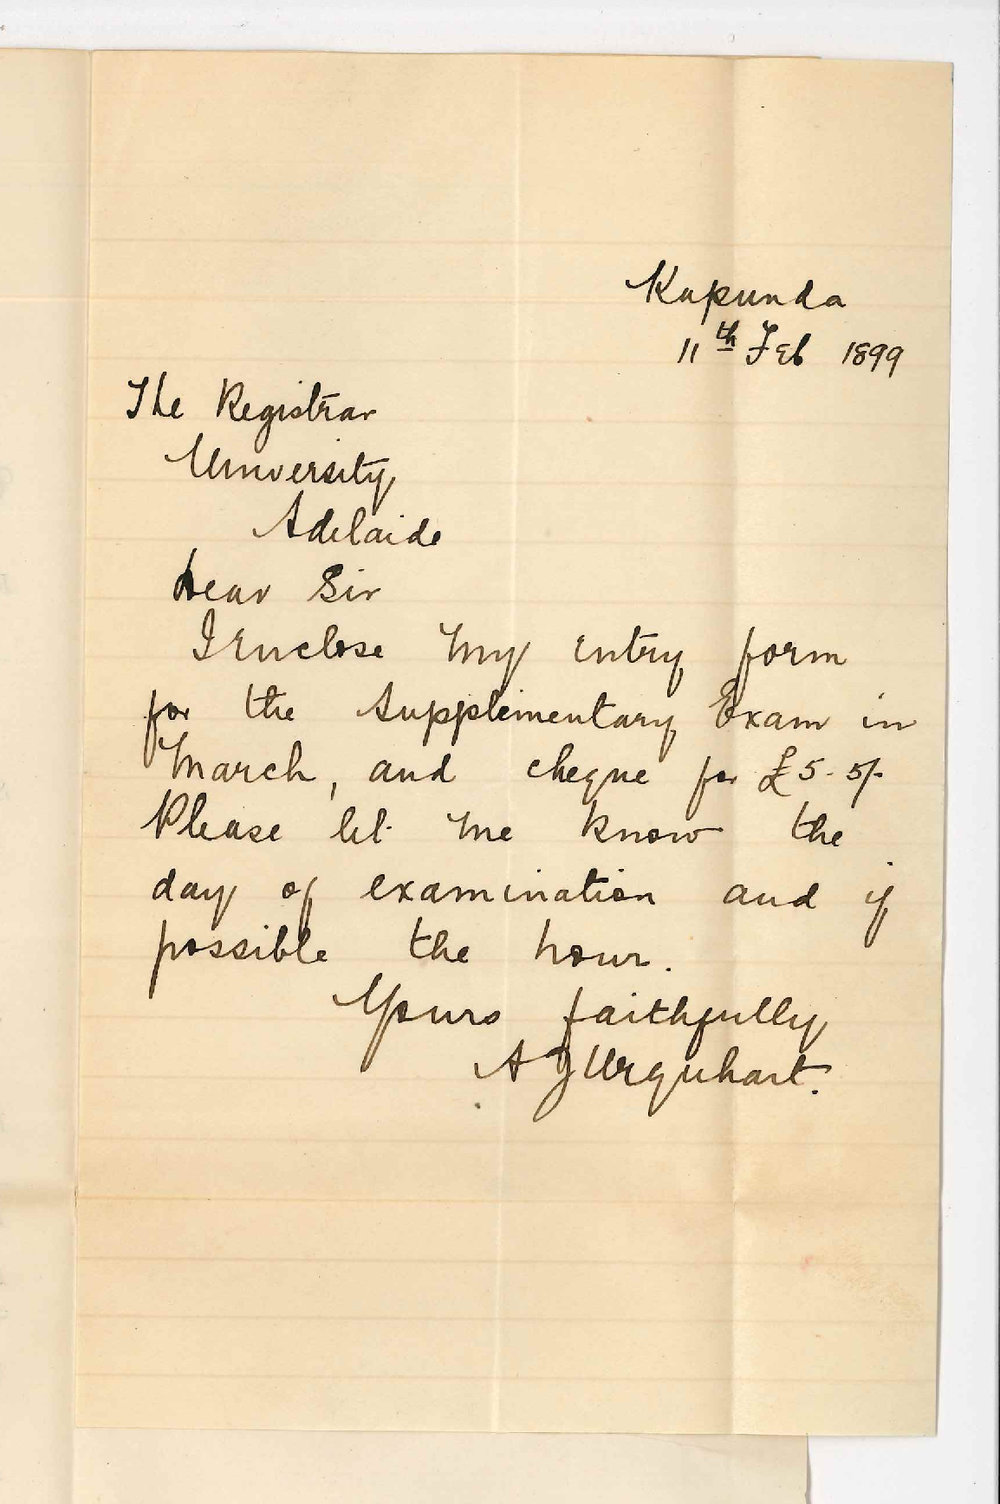 Kapunda
11th Feb 1899
The Registrar
University,
Adelaide
Dear Sir
I Enclose my entry form
for the Supplementary Exam in
March, and cheque for £5-5/-
Please let me know the
day of examination and if
possible the hour.
Yours faithfully
A J Urquhart.